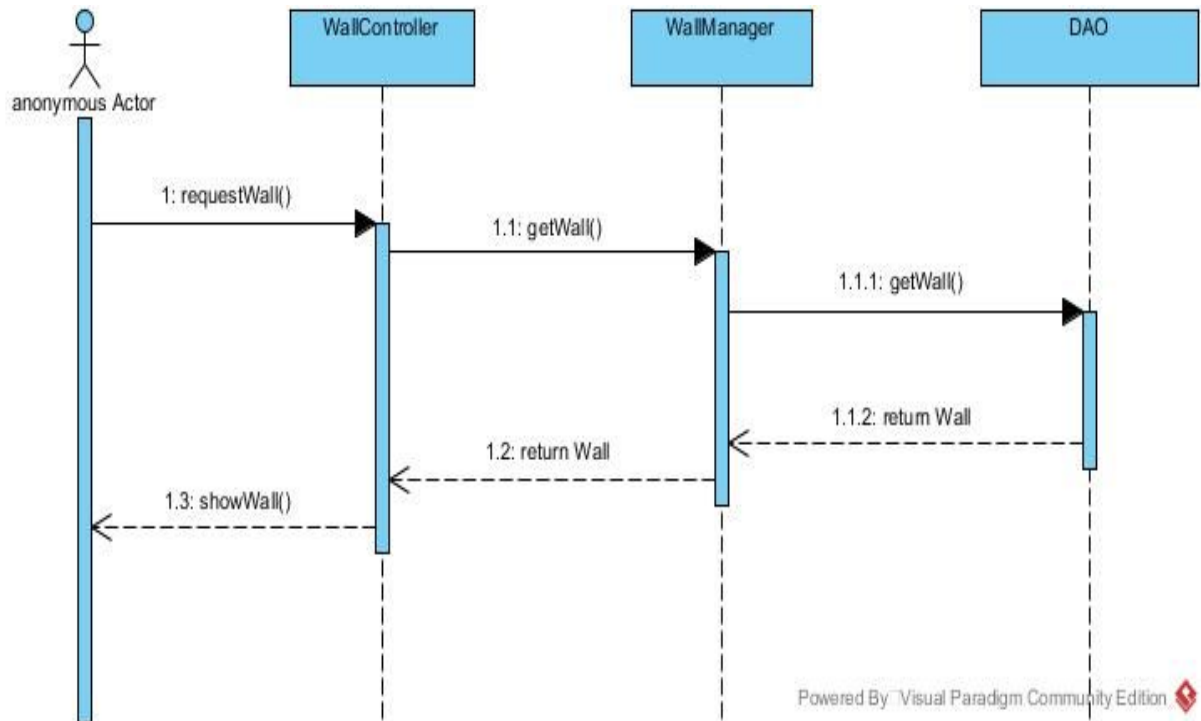 WallController
WallManager
DAO
anonymous Actor
1: requestWall()
1.1: getWall()
1.1.1: getWall()
1.1.2: return Wall
1.2: return Wall
1.3: showWall()
Powered By Visual Paradigm Community Edition